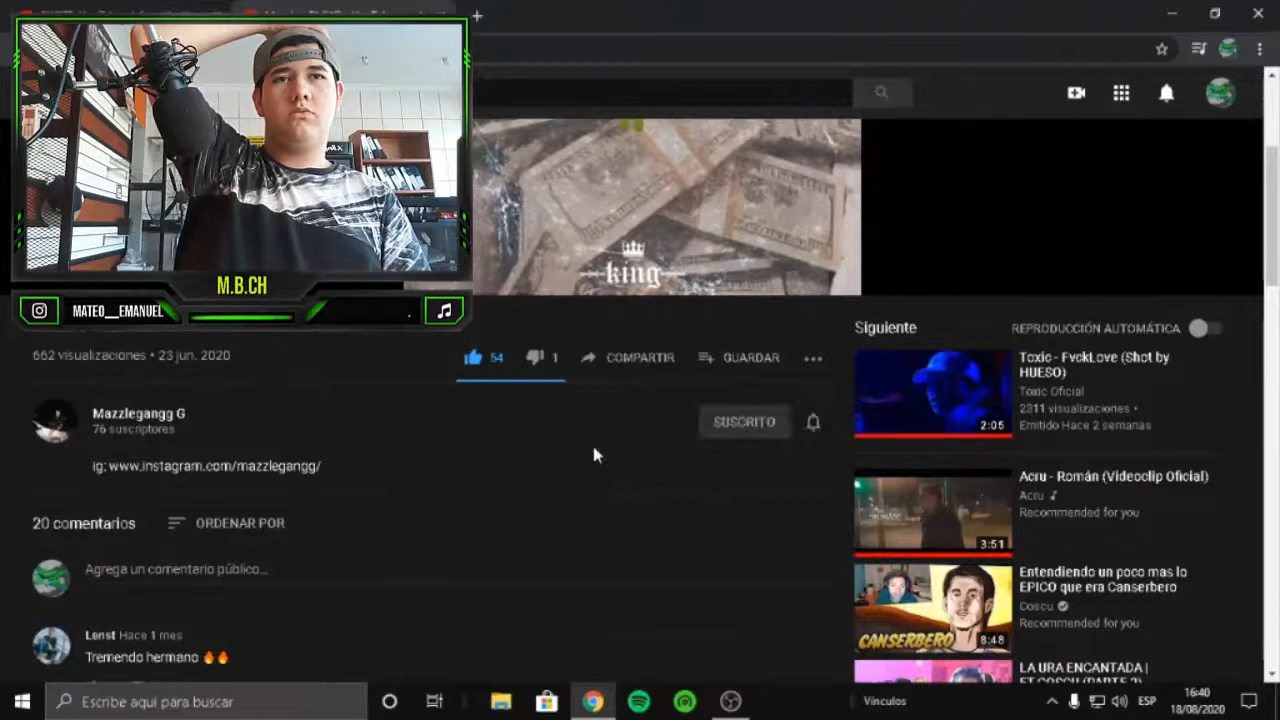 M.B.CH
MATEO__EMANUEL
king
662 visualizaciones • 23 jun. 2020
54
1
COMPARTIR
GUARDAR
Mazzlegangg G
76 suscriptores
SUSCRITO
ig: www.instagram.com/mazzlegangg/
20 comentarios
ORDENAR POR
Agrega un comentario público...
Lenst Hace 1 mes
Tremendo hermano 🔥🔥
Siguiente
REPRODUCCIÓN AUTOMÁTICA
Toxic - FvckLove (Shot by
HUESO)
Toxic Oficial
2311 visualizaciones •
Emitido Hace 2 semanas
2:05
Acru - Román (Videoclip Oficial)
Acru
Recommended for you
3:51
Entendiendo un poco mas lo
EPICO que era Canserbero
Coscu
Recommended for you
CANSERBERO
8:48
LA URA ENCANTADA |
Escribe aquí para buscar
Vínculos
ESP
16:40
18/08/2020